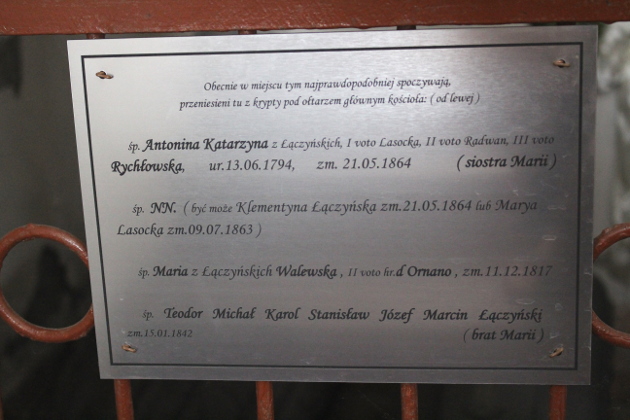 Obecnie w miejscu tym najprawdopodobniej spoczywają,
przeniesieni tu z krypty pod ołtarzem głównym kościoła: ( od lewej )
śp. Antonina Katarzyna z Łączyńskich, I voto Lasocka, II voto Radwan, III voto
Rychłowska, ur.13.06.1794, zm. 21.05.1864 ( siostra Marii )
śp. NN. ( być może Klementyna Łączyńska zm.21.05.1864 lub Marya
Lasocka zm.09.07.1863 )
śp. Maria z Łączyńskich Walewska , II voto hr.d Ornano , zm.11.12.1817
śp. Teodor Michał Karol Stanisław Józef Marcin Łączyński
zm.15.01.1842 ( brat Marii )